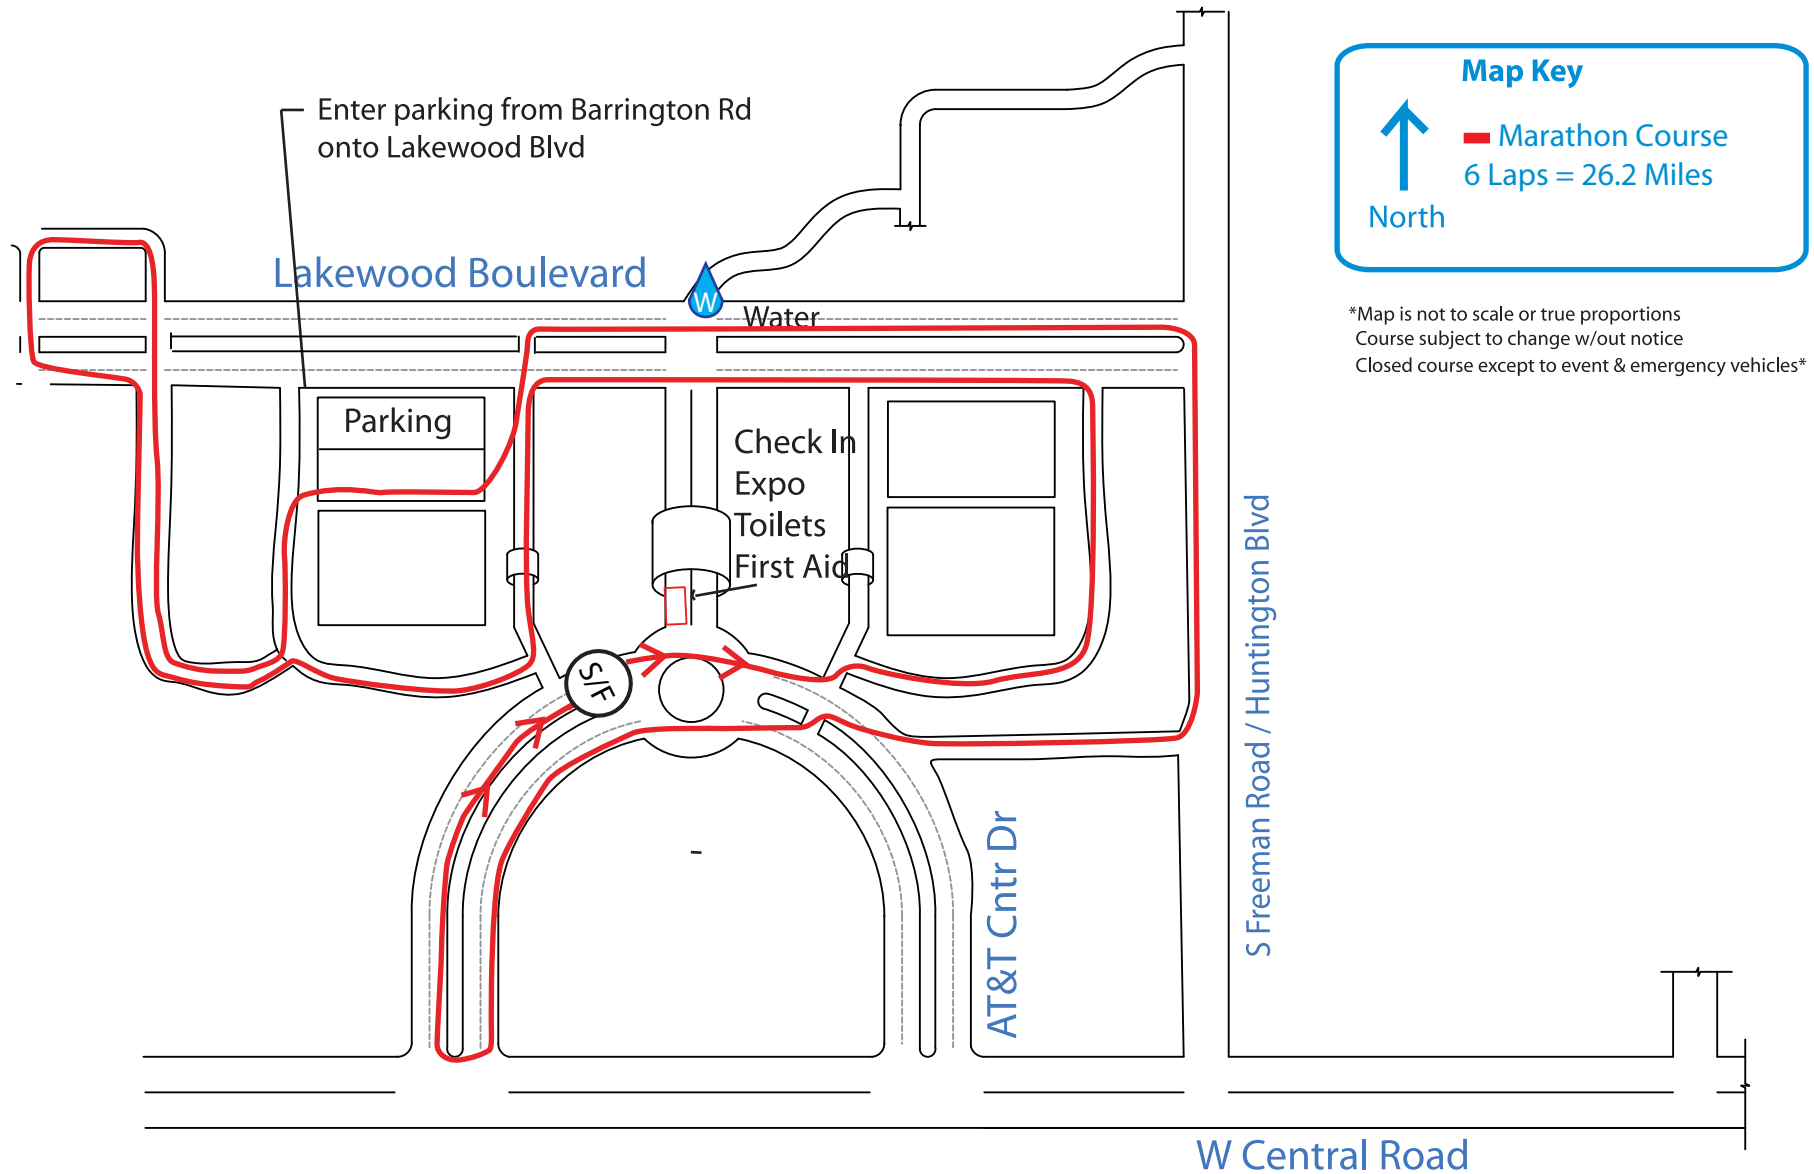 Map Key
Marathon Course
6 Laps = 26.2 Miles
North
*Map is not to scale or true proportions
Course subject to change w/out notice
Closed course except to event & emergency vehicles*
Enter parking from Barrington Rd
onto Lakewood Blvd
Lakewood Boulevard
W
Water
Parking
Check In
Expo
Toilets
First Aid
S/F
S Freeman Road / Huntington Blvd
AT&T Cntr Dr
W Central Road